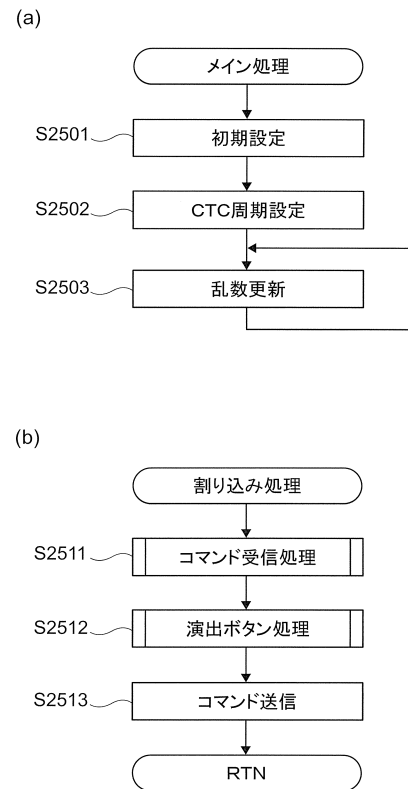 (a)
メイン処理
S2501
初期設定
S2502
CTC周期設定
S2503
乱数更新
(b)
割り込み処理
S2511
コマンド受信処理
S2512
演出ボタン処理
S2513
コマンド送信
RTN